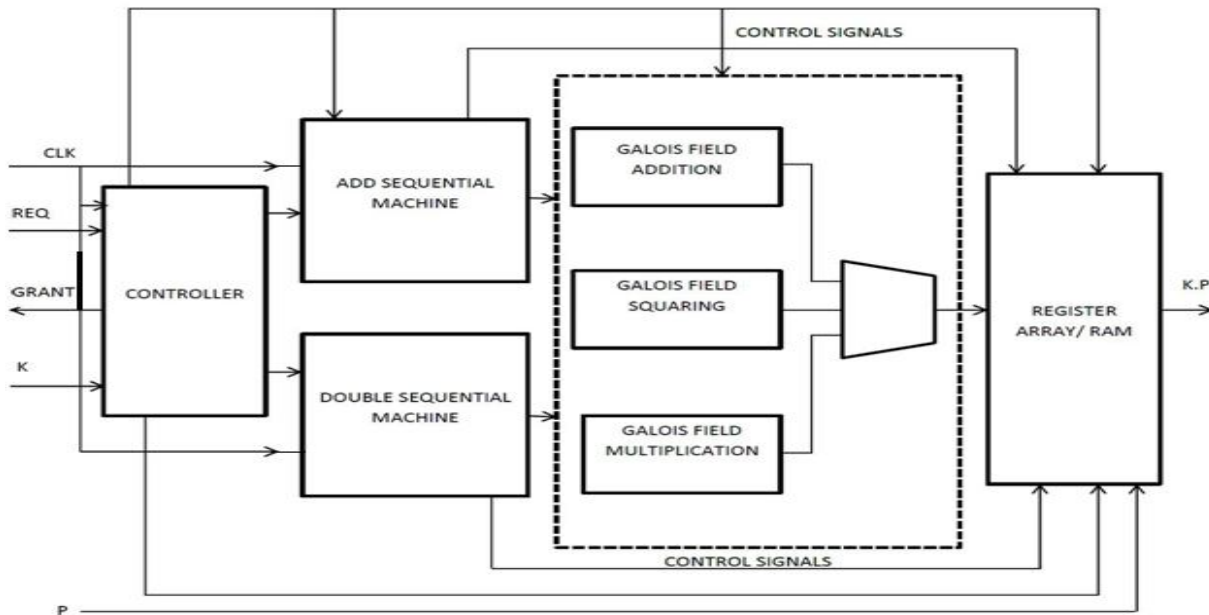 CONTROL SIGNALS
CLK
REQ
GRANT
K
CONTROLLER
ADD SEQUENTIAL
MACHINE
DOUBLE SEQUENTIAL
MACHINE
GALOIS FIELD
ADDITION
GALOIS FIELD
SQUARING
GALOIS FIELD
MULTIPLICATION
REGISTER
ARRAY/ RAM
K.P
CONTROL SIGNALS
P